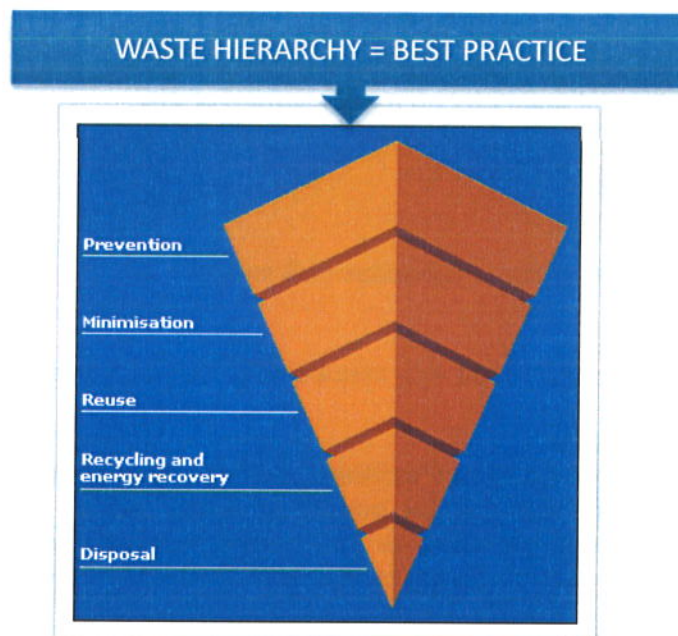 WASTE HIERARCHY = BEST PRACTICE
Prevention
Minimisation
Reuse
Recycling and
energy recovery
Disposal